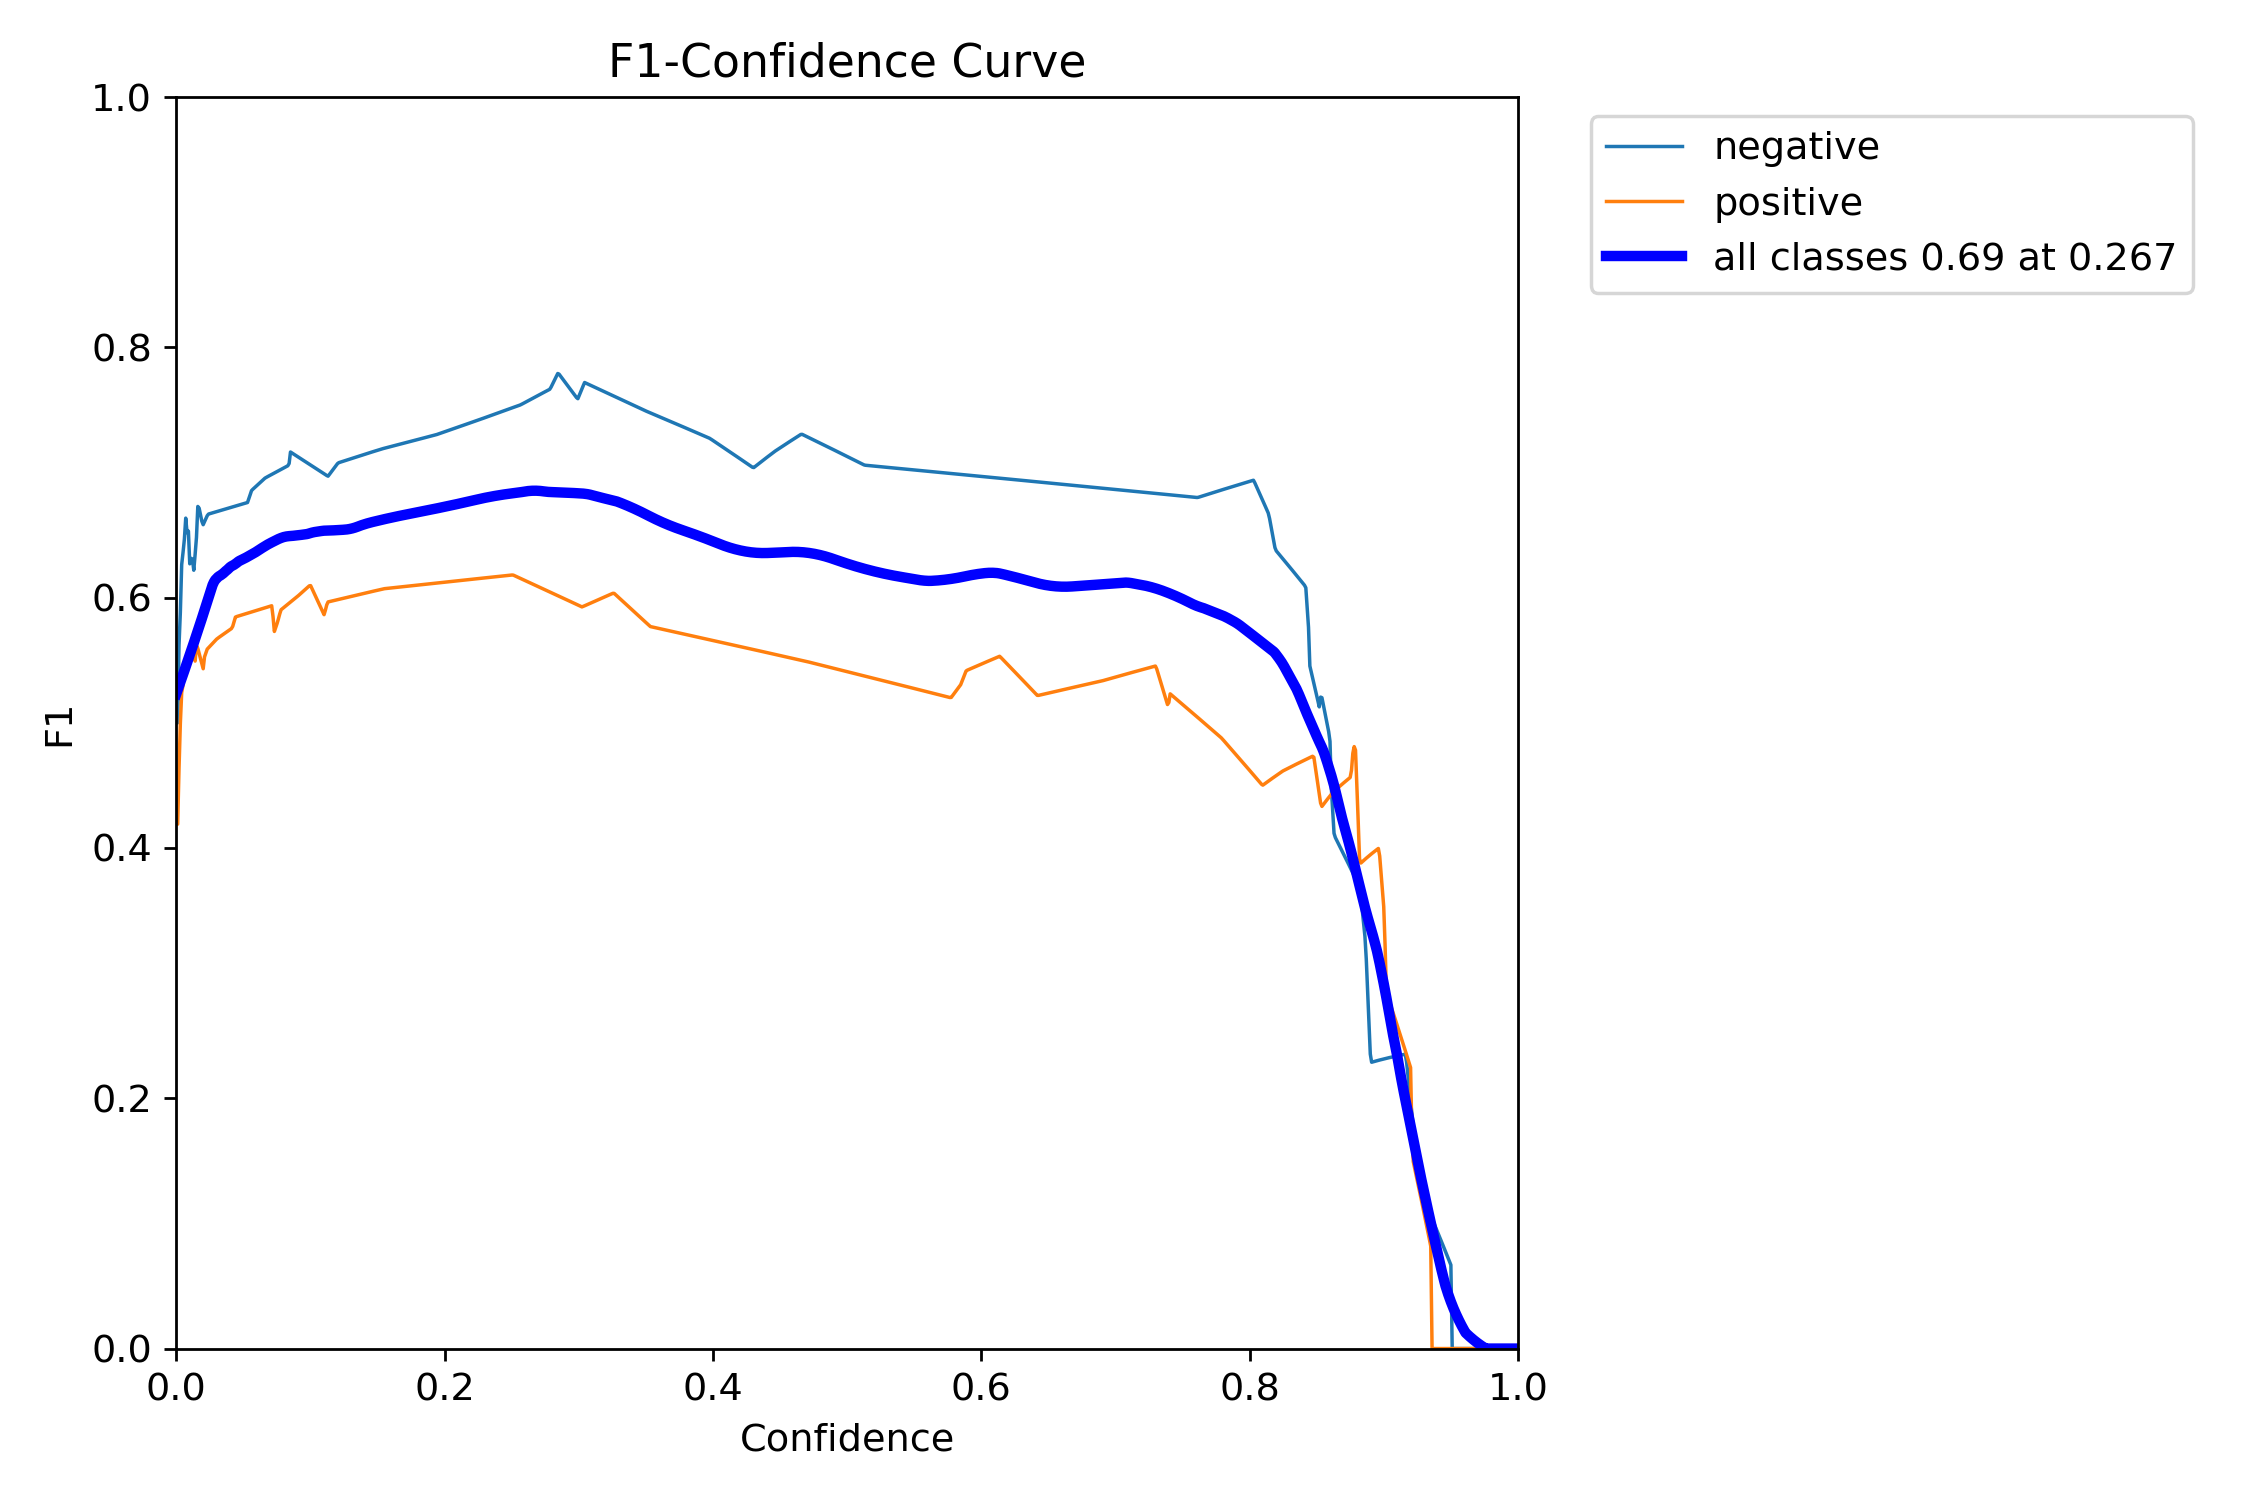 F1-Confidence Curve
1.0
0.8
0.6
0.4
0.2
0.0
F1
0.0 0.2 0.4 0.6 0.8 1.0
Confidence
negative
positive
all classes 0.69 at 0.267